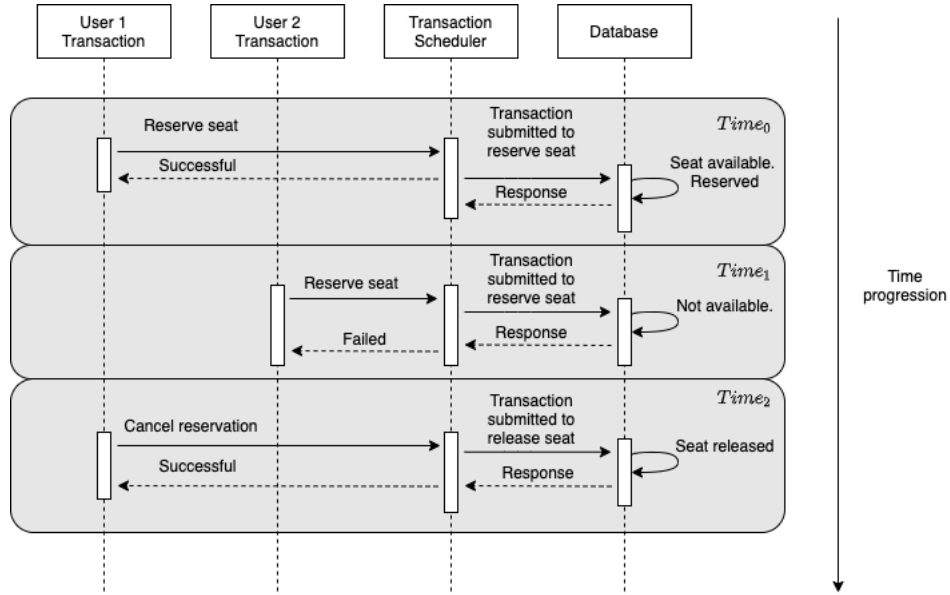 User 1
Transaction
User 2
Transaction
Transaction
Scheduler
Database
Time
progression
Time₀
Reserve seat
Transaction
submitted to
reserve seat
Seat available.
Reserved
Successful
Response
Time₁
Reserve seat
Transaction
submitted to
reserve seat
Not available.
Failed
Response
Time₂
Cancel reservation
Transaction
submitted to
release seat
Seat released
Successful
Response